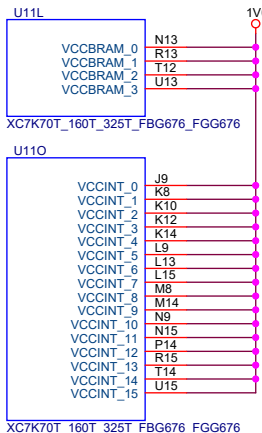 U11L
1V
VCCBRAM_0 N13
VCCBRAM_1 R13
VCCBRAM_2 T12
VCCBRAM_3 U13
XC7K70T_160T_325T_FBG676_FGG676
U11O
VCCINT_0 J9
VCCINT_1 K8
VCCINT_2 K10
VCCINT_3 K12
VCCINT_4 K14
VCCINT_5 L9
VCCINT_6 L13
VCCINT_7 L15
VCCINT_8 M8
VCCINT_9 M14
VCCINT_10 N9
VCCINT_11 N15
VCCINT_12 P14
VCCINT_13 R15
VCCINT_14 T14
VCCINT_15 U15
XC7K70T_160T_325T_FBG676_FGG676